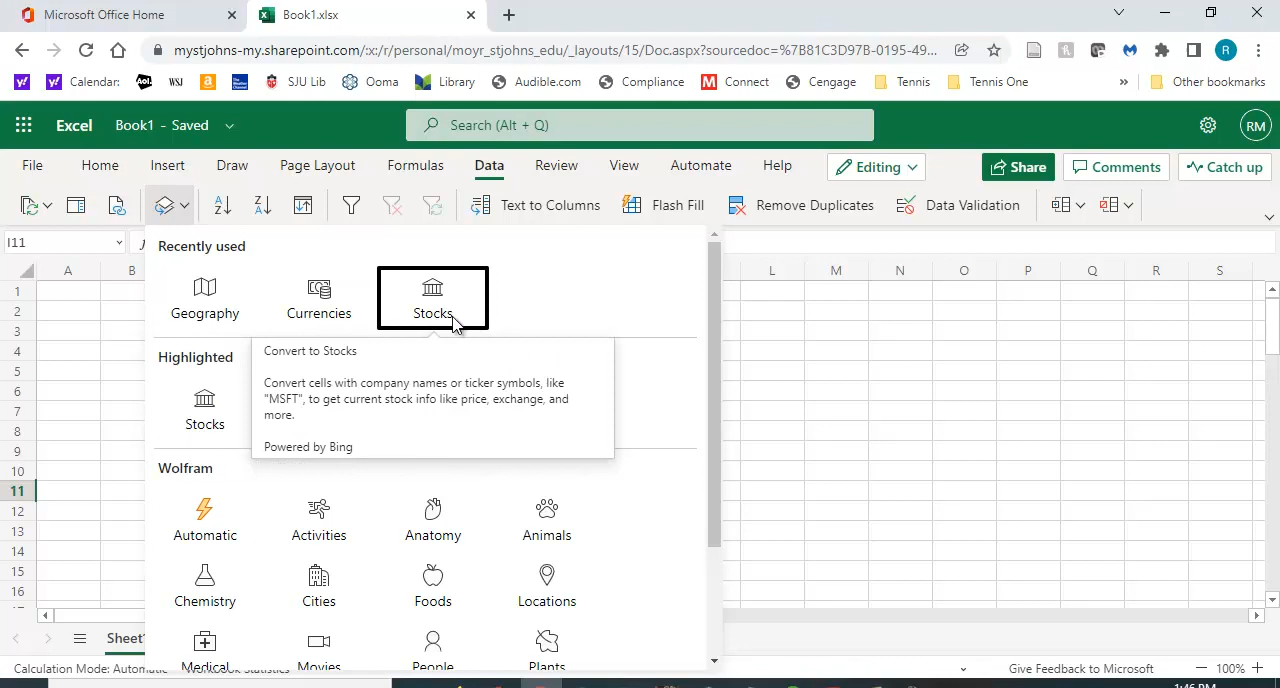 Microsoft Office Home
Book1.xlsx
mystjohns-my.sharepoint.com/:x:/r/personal/moyr_stjohns_edu/_layouts/15/Doc.aspx?sourcedoc=%7B81C3D97B-0195-49...
R
Calendar:
Aol.
WSJ
SJU Lib
Ooma
Library
Audible.com
Compliance
M Connect
Cengage
Tennis
Tennis One
»
Other bookmarks
Excel
Book1 - Saved
Search (Alt + Q)
RM
File
Home
Insert
Draw
Page Layout
Formulas
Data
Review
View
Automate
Help
Editing
Share
Comments
Catch up
Text to Columns
Flash Fill
Remove Duplicates
Data Validation
I11
A B L M N O P Q R S
1
2
3
4
5
6
7
8
9
10
11
12
13
14
15
16
Recently used
Geography
Currencies
Stocks
Convert to Stocks
Convert cells with company names or ticker symbols, like
"MSFT", to get current stock info like price, exchange, and
more.
Powered by Bing
Highlighted
Stocks
Wolfram
Automatic
Activities
Anatomy
Animals
Chemistry
Cities
Foods
Locations
Medical
Movies
People
Plants
Sheet1
Calculation Mode: Automatic
Workbook Statistics
Give Feedback to Microsoft
100%
1:46 PM